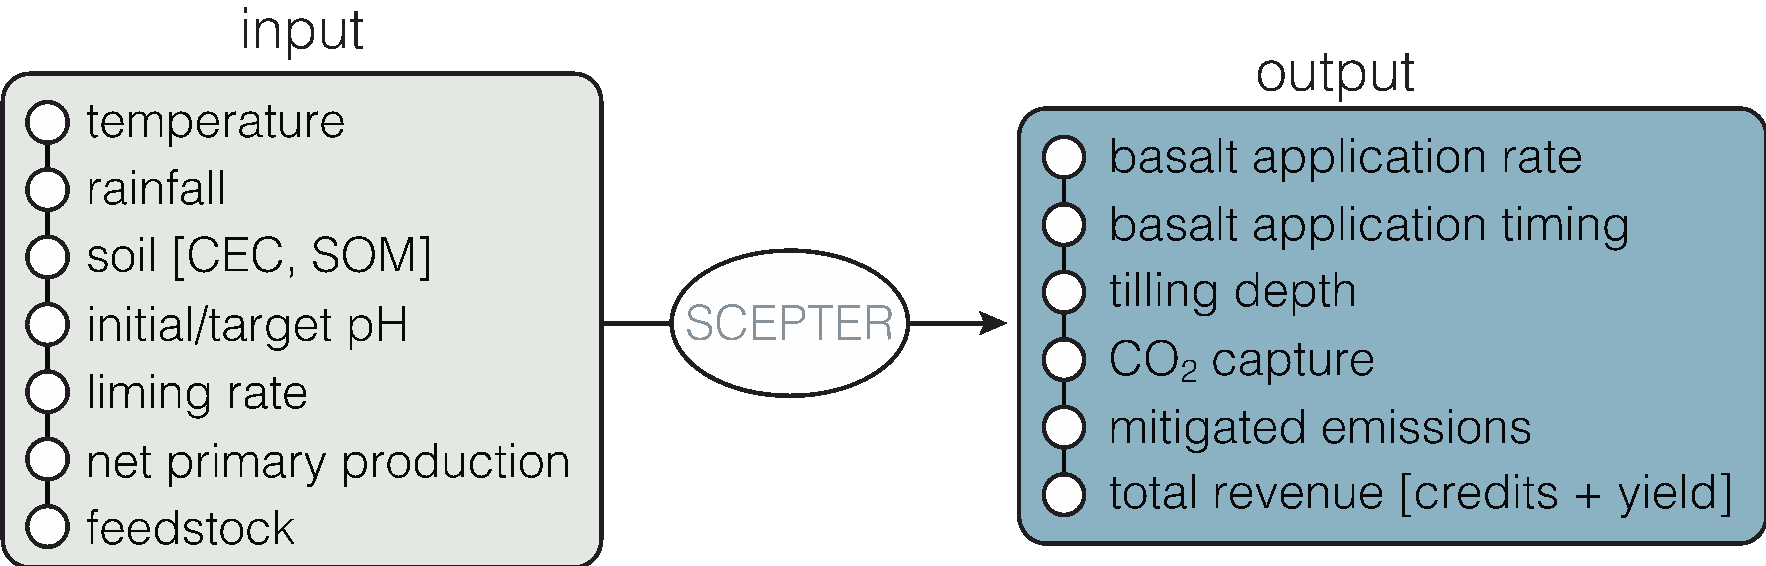 input
temperature
rainfall
soil [CEC, SOM]
initial/target pH
liming rate
net primary production
feedstock
SCEPTER
output
basalt application rate
basalt application timing
tilling depth
CO₂ capture
mitigated emissions
total revenue [credits + yield]